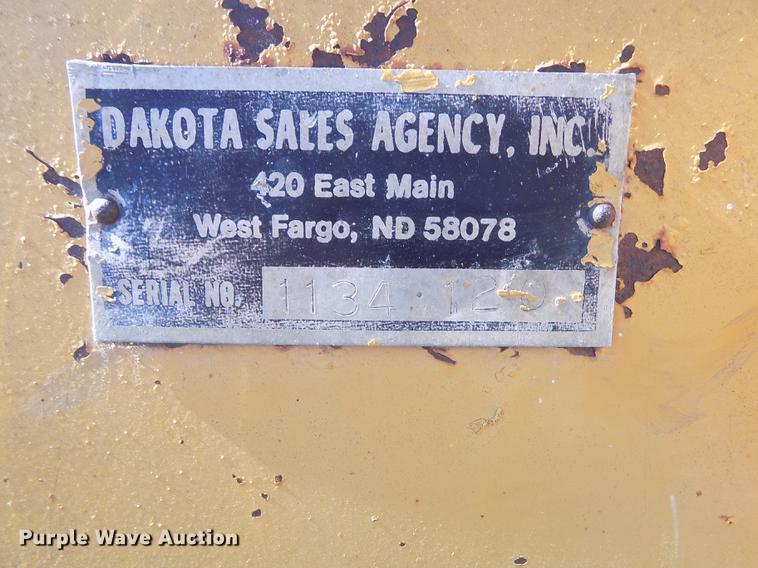 DAKOTA SALES AGENCY, INC.
420 East Main
West Fargo, ND 58078
SERIAL NO. 1134
Purple Wave Auction